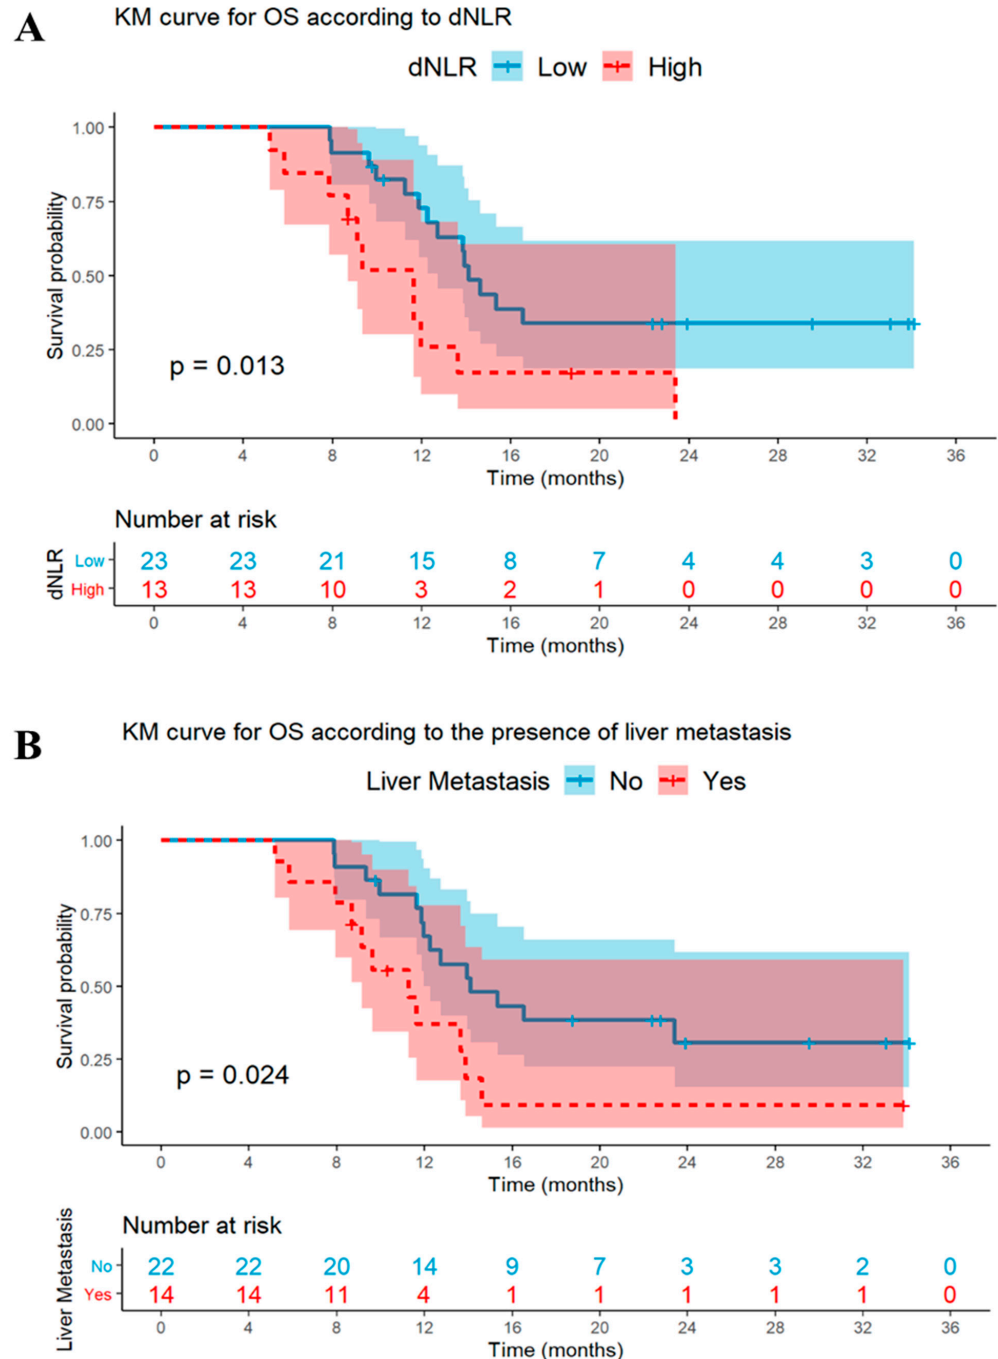 A
KM curve for OS according to dNLR
dNLR Low High
Survival probability
1.00
0.75
0.50
0.25
0.00
p = 0.013
0 4 8 12 16 20 24 28 32 36
Time (months)
Number at risk
dNLR
Low 23 23 21 15 8 7 4 4 3 0
High 13 13 10 3 2 1 0 0 0 0
0 4 8 12 16 20 24 28 32 36
Time (months)
B
KM curve for OS according to the presence of liver metastasis
Liver Metastasis No Yes
Survival probability
1.00
0.75
0.50
0.25
0.00
p = 0.024
0 4 8 12 16 20 24 28 32 36
Time (months)
Number at risk
Liver Metastasis
No 22 22 20 14 9 7 3 3 2 0
Yes 14 14 11 4 1 1 1 1 1 0
0 4 8 12 16 20 24 28 32 36
Time (months)